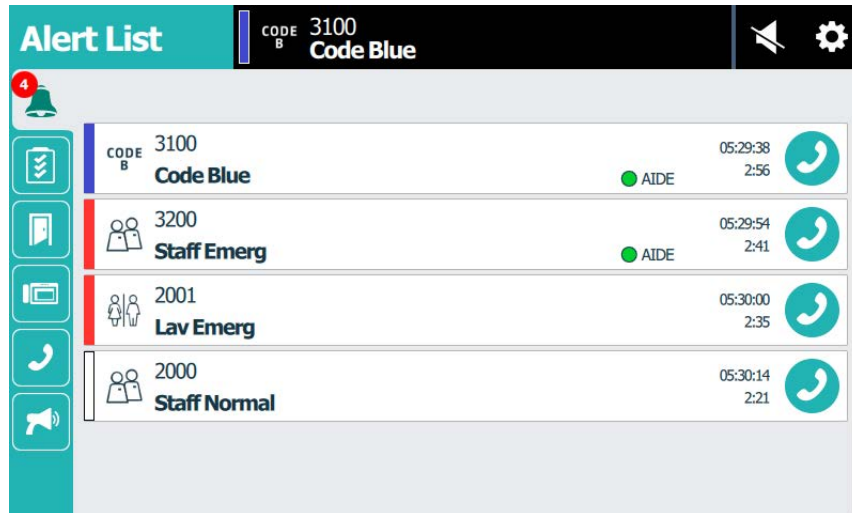 Alert List
CODE B 3100
Code Blue
4
CODE B 3100 05:29:38
Code Blue AIDE 2:56
3200 05:29:54
Staff Emerg AIDE 2:41
2001 05:30:00
Lav Emerg 2:35
2000 05:30:14
Staff Normal 2:21